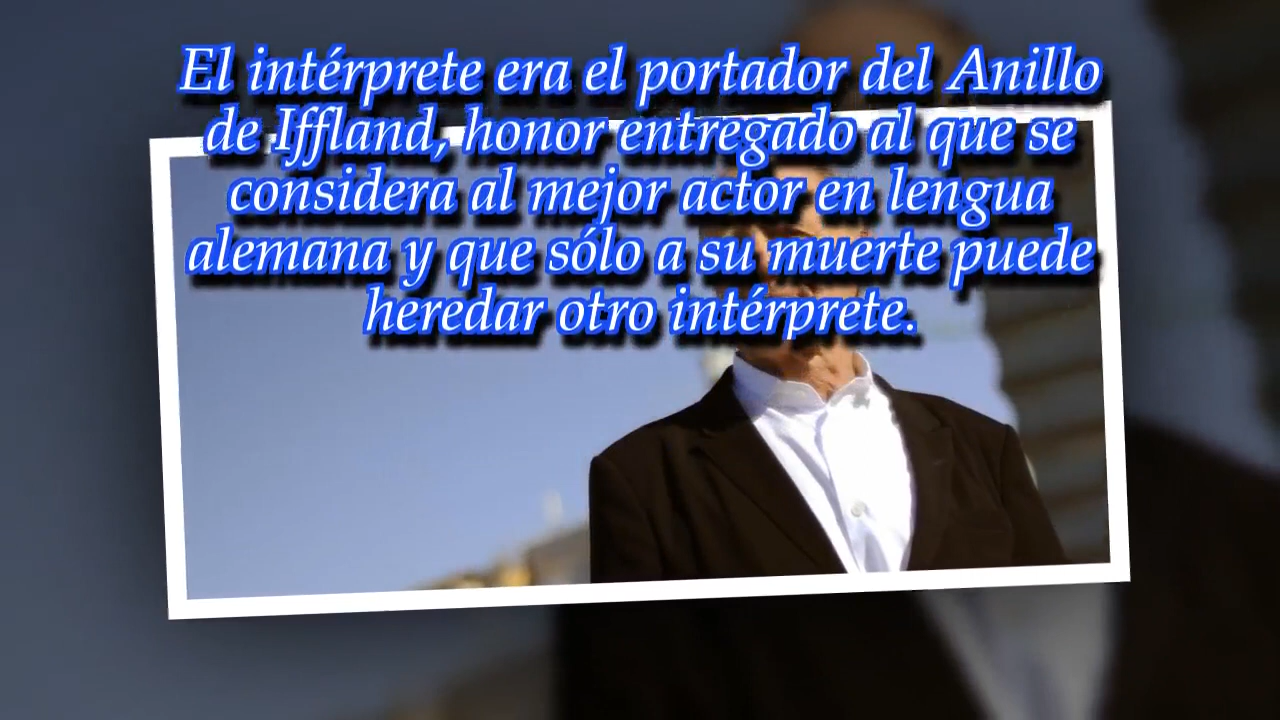 El intérprete era el portador del Anillo
de Iffland, honor entregado al que se
considera al mejor actor en lengua
alemana y que sólo a su muerte puede
heredar otro intérprete.